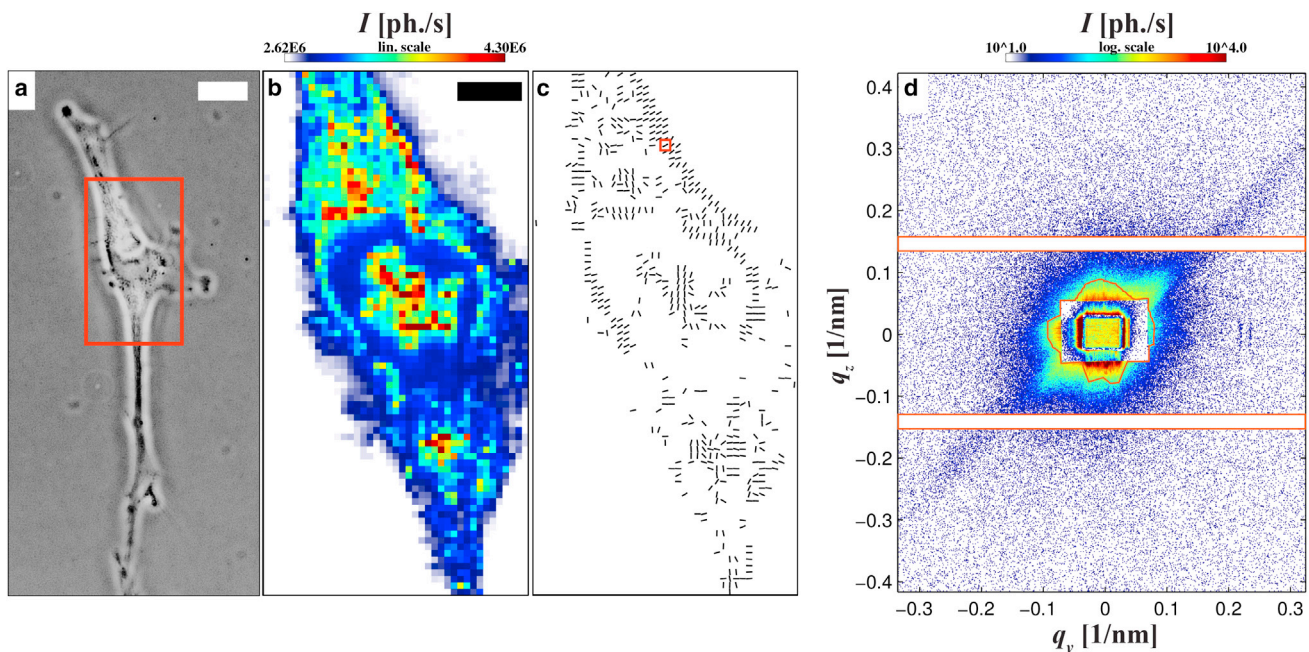 I [ph./s]
2.62E6 lin. scale 4.30E6
I [ph./s]
10^1.0 log. scale 10^4.0
a
b
c
d
0.4
0.3
0.2
0.1
0
−0.1
−0.2
−0.3
−0.4
q_z [1/nm]
−0.3 −0.2 −0.1 0 0.1 0.2 0.3
q_y [1/nm]